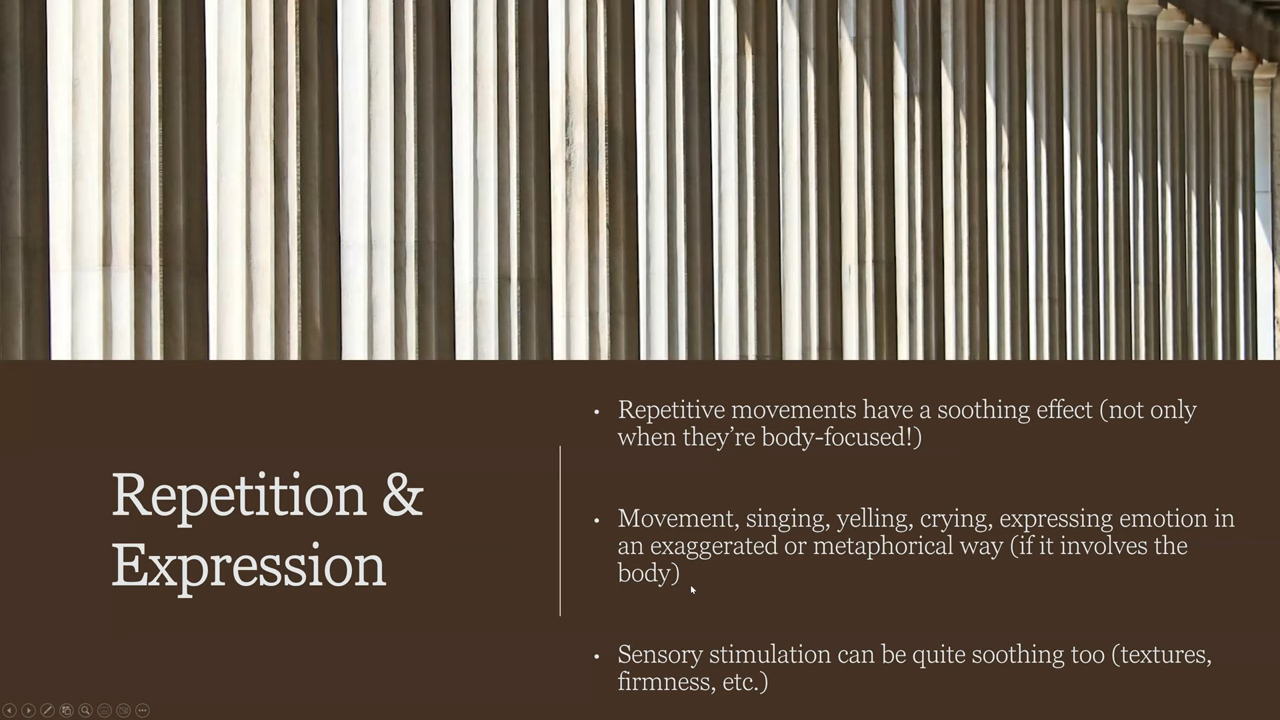 Repetition &
Expression
• Repetitive movements have a soothing effect (not only
when they’re body-focused!)
• Movement, singing, yelling, crying, expressing emotion in
an exaggerated or metaphorical way (if it involves the
body)
• Sensory stimulation can be quite soothing too (textures,
firmness, etc.)